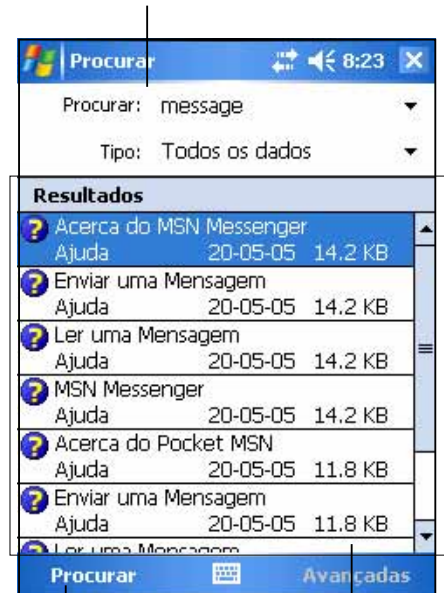 Procurar 8:23
Procurar: message
Tipo: Todos os dados
Resultados
Acerca do MSN Messenger
Ajuda 20-05-05 14.2 KB
Enviar uma Mensagem
Ajuda 20-05-05 14.2 KB
Ler uma Mensagem
Ajuda 20-05-05 14.2 KB
MSN Messenger
Ajuda 20-05-05 14.2 KB
Acerca do Pocket MSN
Ajuda 20-05-05 11.8 KB
Enviar uma Mensagem
Ajuda 20-05-05 11.8 KB
Ler uma Mensagem
Procurar Avançadas